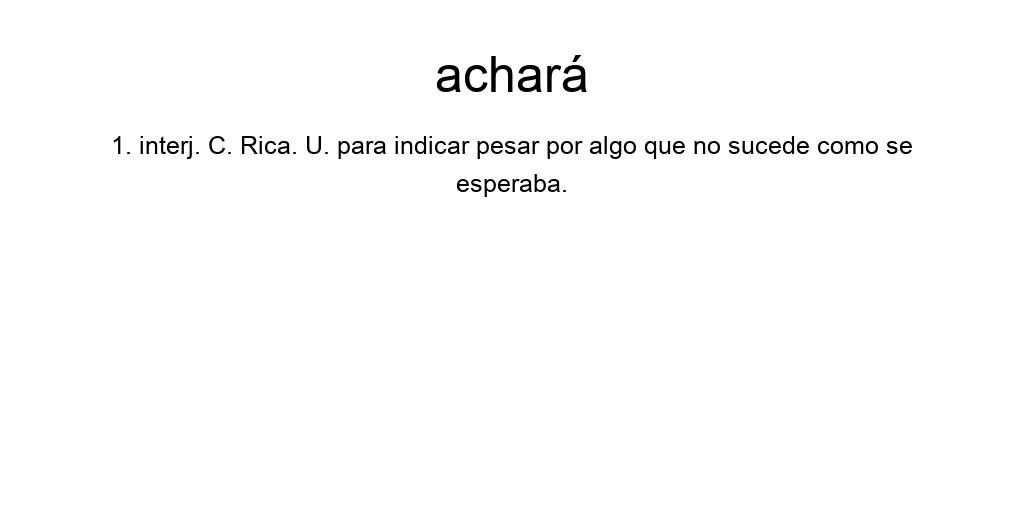 achará
1. interj. C. Rica. U. para indicar pesar por algo que no sucede como se
esperaba.